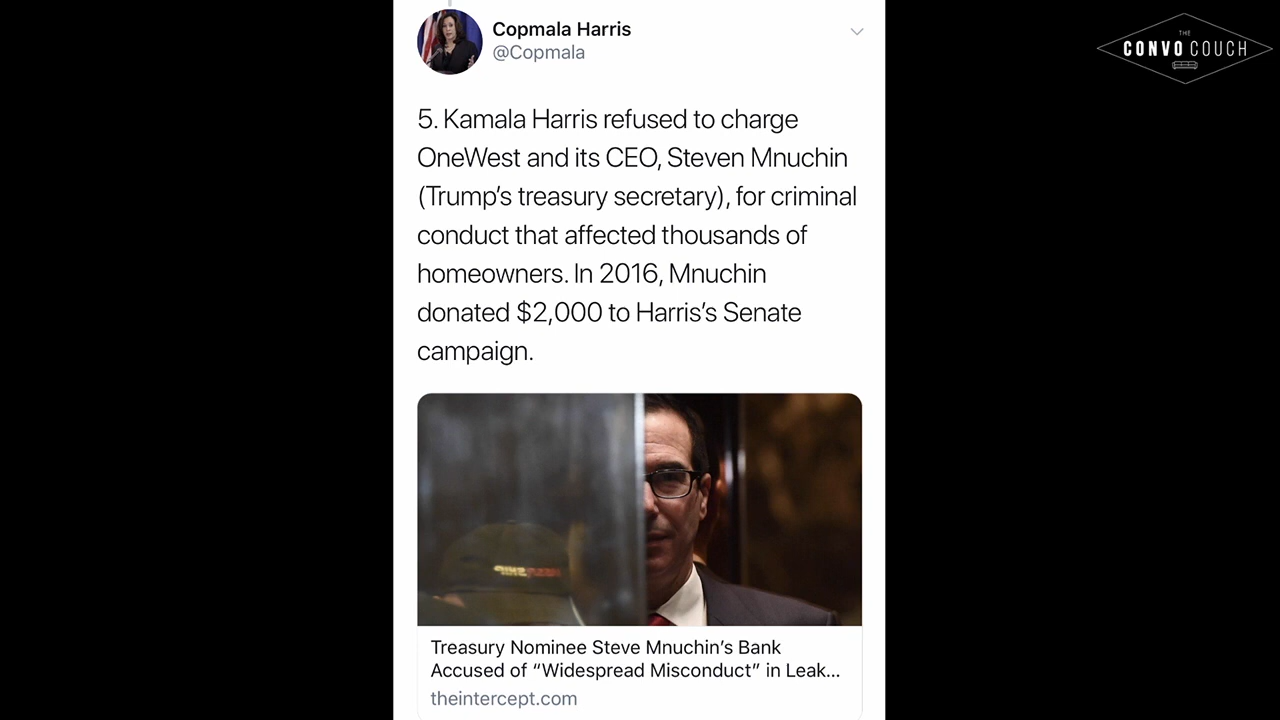 Copmala Harris
@Copmala
THE
CONVO COUCH
5. Kamala Harris refused to charge
OneWest and its CEO, Steven Mnuchin
(Trump's treasury secretary), for criminal
conduct that affected thousands of
homeowners. In 2016, Mnuchin
donated $2,000 to Harris's Senate
campaign.
Treasury Nominee Steve Mnuchin's Bank
Accused of “Widespread Misconduct” in Leak...
theintercept.com